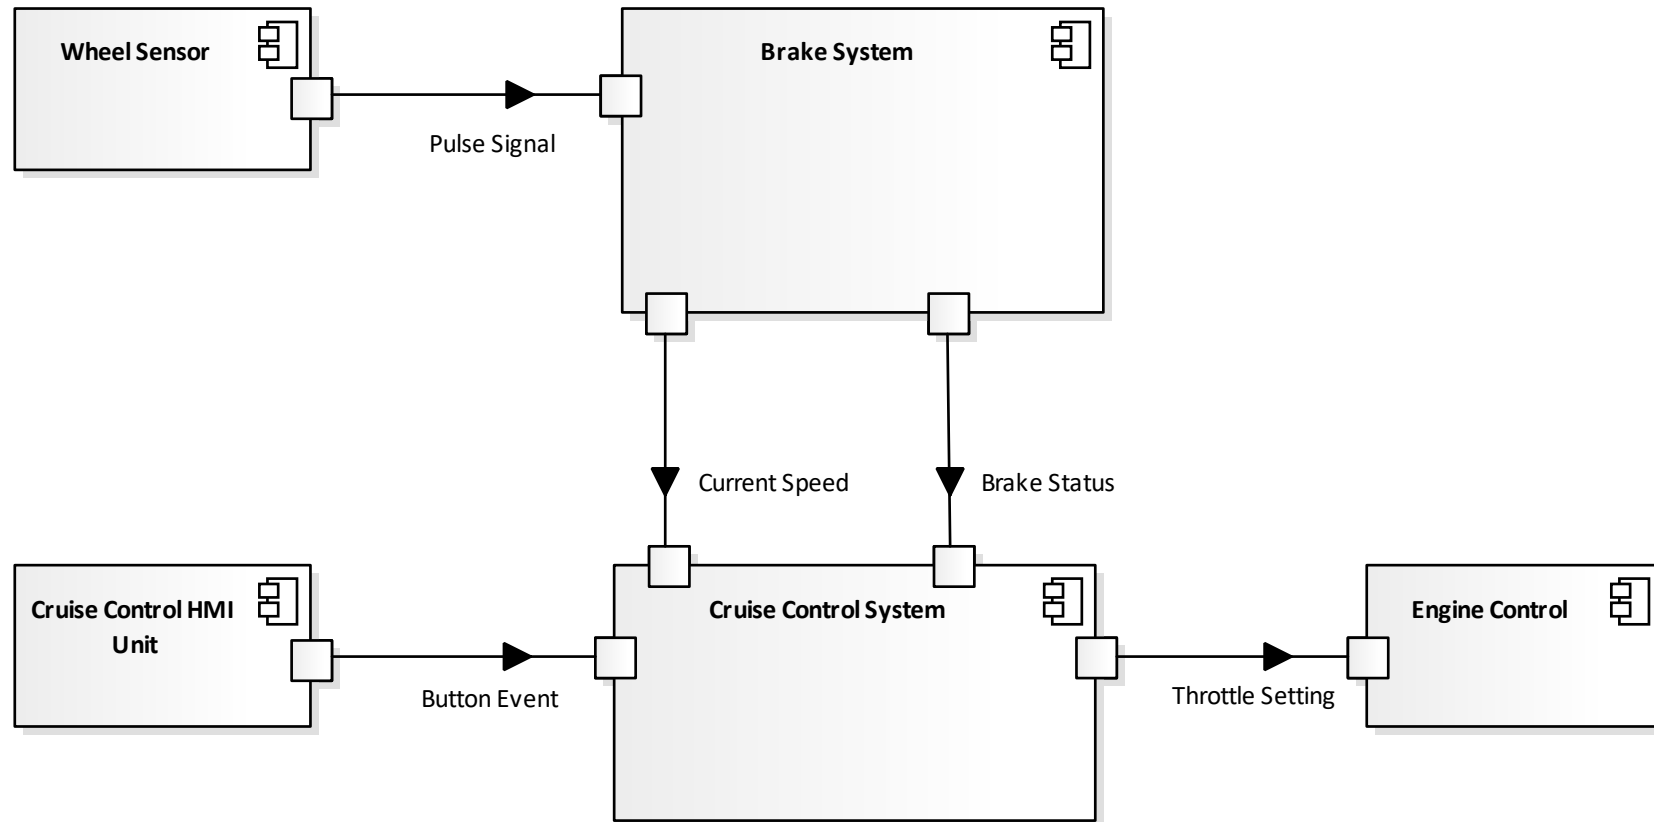 Wheel Sensor
Brake System
Pulse Signal
Current Speed
Brake Status
Cruise Control HMI
Unit
Cruise Control System
Engine Control
Button Event
Throttle Setting